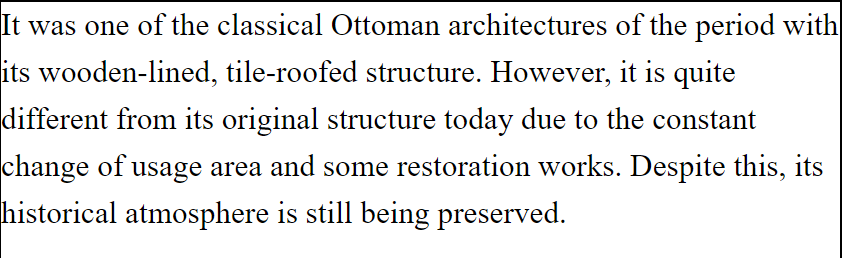 It was one of the classical Ottoman architectures of the period with
its wooden-lined, tile-roofed structure. However, it is quite
different from its original structure today due to the constant
change of usage area and some restoration works. Despite this, its
historical atmosphere is still being preserved.